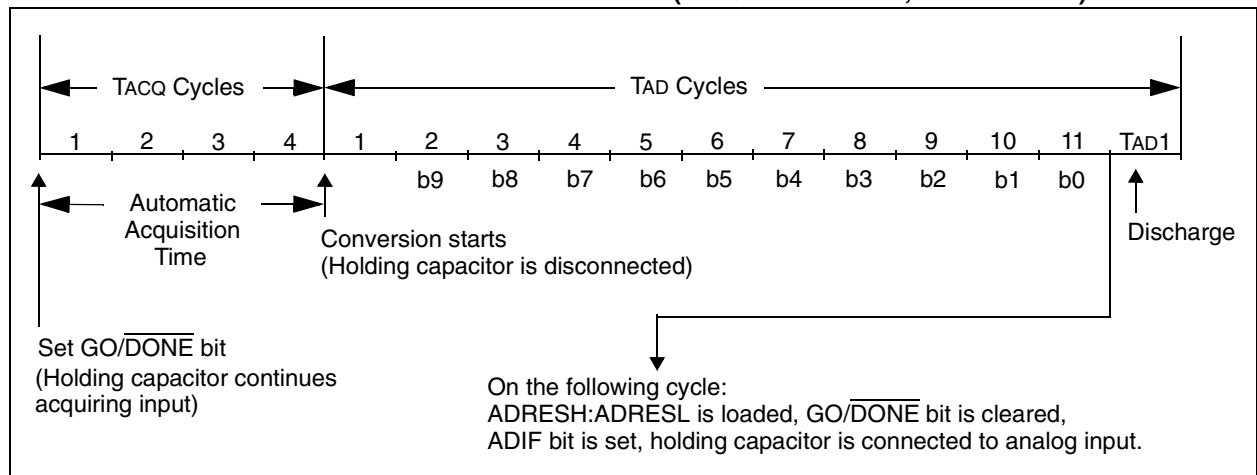 TACQ Cycles
TAD Cycles
1 2 3 4 1 2 3 4 5 6 7 8 9 10 11 TAD1
b9 b8 b7 b6 b5 b4 b3 b2 b1 b0
Automatic
Acquisition
Time
Conversion starts
(Holding capacitor is disconnected)
Discharge
Set GO/DONE bit
(Holding capacitor continues
acquiring input)
On the following cycle:
ADRESH:ADRESL is loaded, GO/DONE bit is cleared,
ADIF bit is set, holding capacitor is connected to analog input.